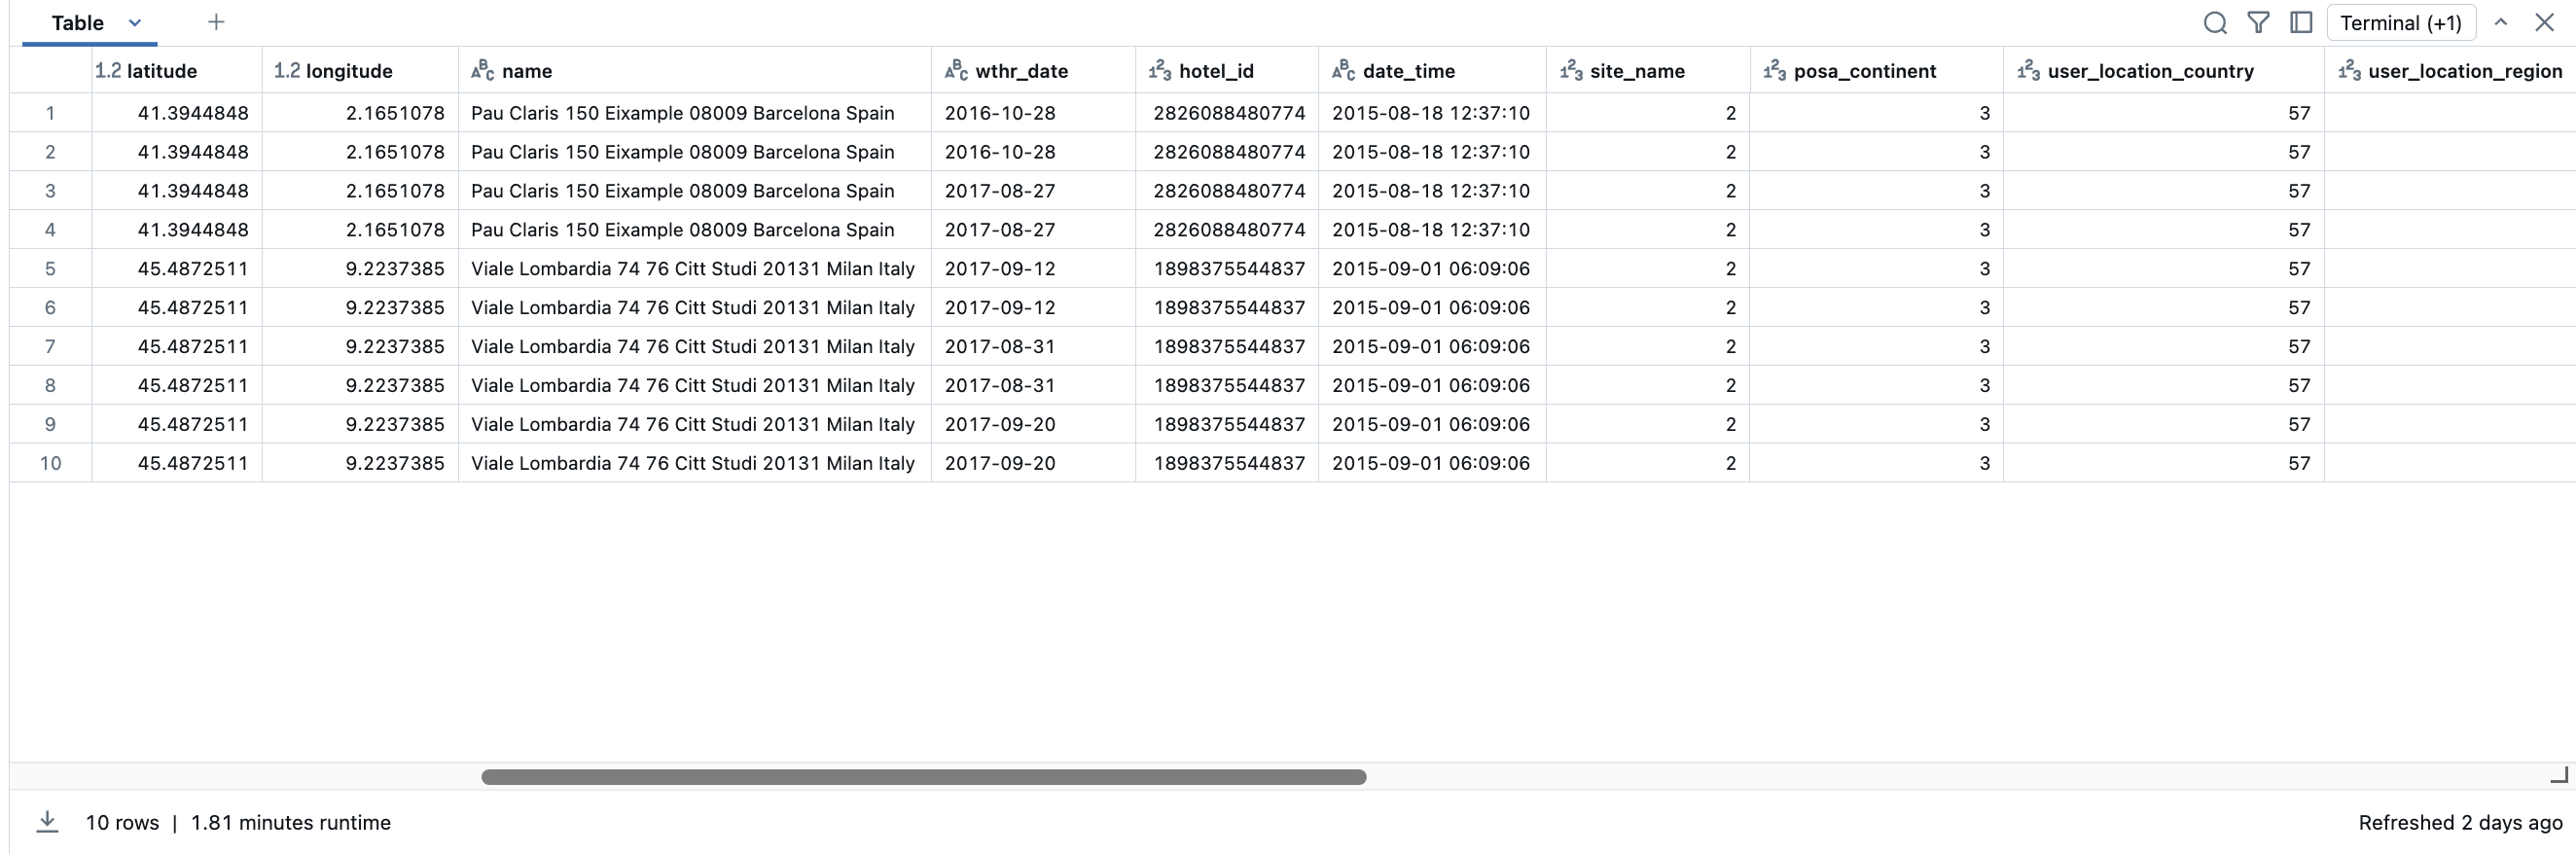 Table + Terminal (+1)
1.2 latitude 1.2 longitude ABC name ABC wthr_date 123 hotel_id ABC date_time 123 site_name 123 posa_continent 123 user_location_country 123 user_location_region
1 41.3944848 2.1651078 Pau Claris 150 Eixample 08009 Barcelona Spain 2016-10-28 2826088480774 2015-08-18 12:37:10 2 3 57
2 41.3944848 2.1651078 Pau Claris 150 Eixample 08009 Barcelona Spain 2016-10-28 2826088480774 2015-08-18 12:37:10 2 3 57
3 41.3944848 2.1651078 Pau Claris 150 Eixample 08009 Barcelona Spain 2017-08-27 2826088480774 2015-08-18 12:37:10 2 3 57
4 41.3944848 2.1651078 Pau Claris 150 Eixample 08009 Barcelona Spain 2017-08-27 2826088480774 2015-08-18 12:37:10 2 3 57
5 45.4872511 9.2237385 Viale Lombardia 74 76 Citt Studi 20131 Milan Italy 2017-09-12 1898375544837 2015-09-01 06:09:06 2 3 57
6 45.4872511 9.2237385 Viale Lombardia 74 76 Citt Studi 20131 Milan Italy 2017-09-12 1898375544837 2015-09-01 06:09:06 2 3 57
7 45.4872511 9.2237385 Viale Lombardia 74 76 Citt Studi 20131 Milan Italy 2017-08-31 1898375544837 2015-09-01 06:09:06 2 3 57
8 45.4872511 9.2237385 Viale Lombardia 74 76 Citt Studi 20131 Milan Italy 2017-08-31 1898375544837 2015-09-01 06:09:06 2 3 57
9 45.4872511 9.2237385 Viale Lombardia 74 76 Citt Studi 20131 Milan Italy 2017-09-20 1898375544837 2015-09-01 06:09:06 2 3 57
10 45.4872511 9.2237385 Viale Lombardia 74 76 Citt Studi 20131 Milan Italy 2017-09-20 1898375544837 2015-09-01 06:09:06 2 3 57
10 rows | 1.81 minutes runtime Refreshed 2 days ago